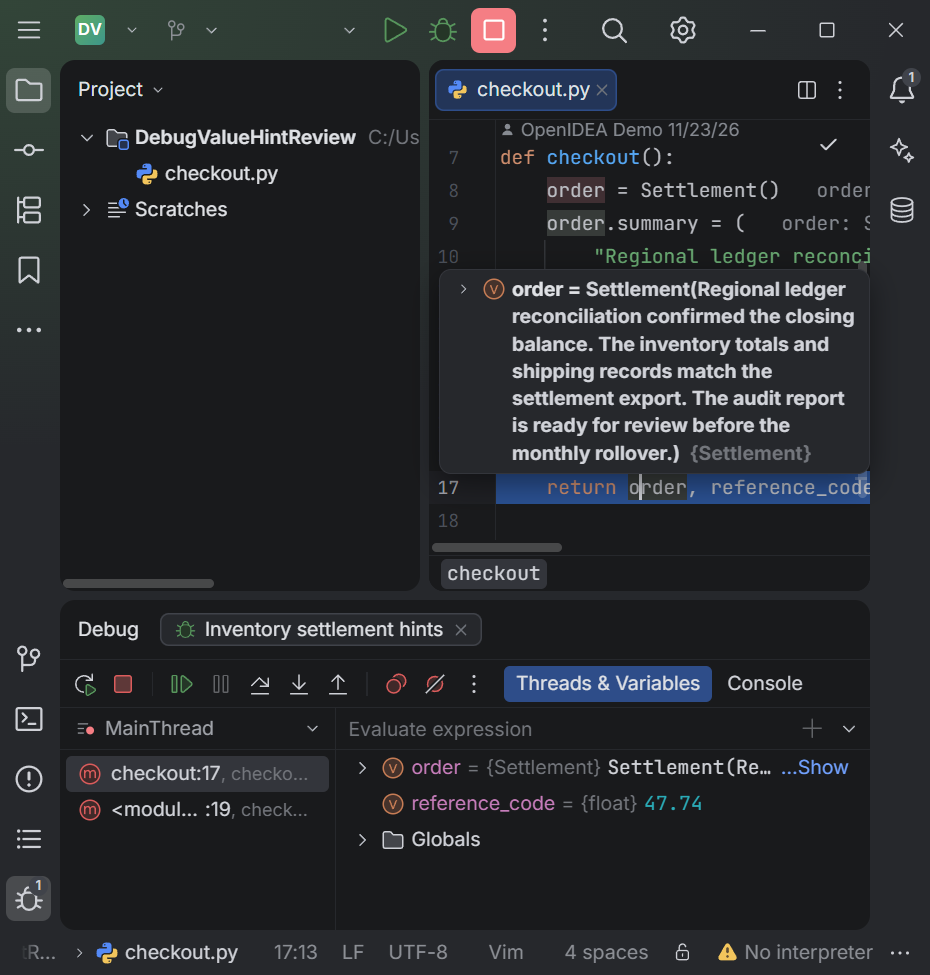 DV
Project
DebugValueHintReview C:/Us
checkout.py
Scratches
checkout.py
1
OpenIDEA Demo 11/23/26
7 def checkout():
8 order = Settlement() order
9 order.summary = ( order: S
10 "Regional ledger reconci
order = Settlement(Regional ledger
reconciliation confirmed the closing
balance. The inventory totals and
shipping records match the
settlement export. The audit report
is ready for review before the
monthly rollover.) {Settlement}
17 return order, reference_code
18
checkout
Debug Inventory settlement hints
Threads & Variables Console
MainThread
Evaluate expression
checkout:17, checko...
<modul... :19, check...
order = {Settlement} Settlement(Re... ...Show
reference_code = {float} 47.74
Globals
1
tR... checkout.py 17:13 LF UTF-8 Vim 4 spaces No interpreter ...